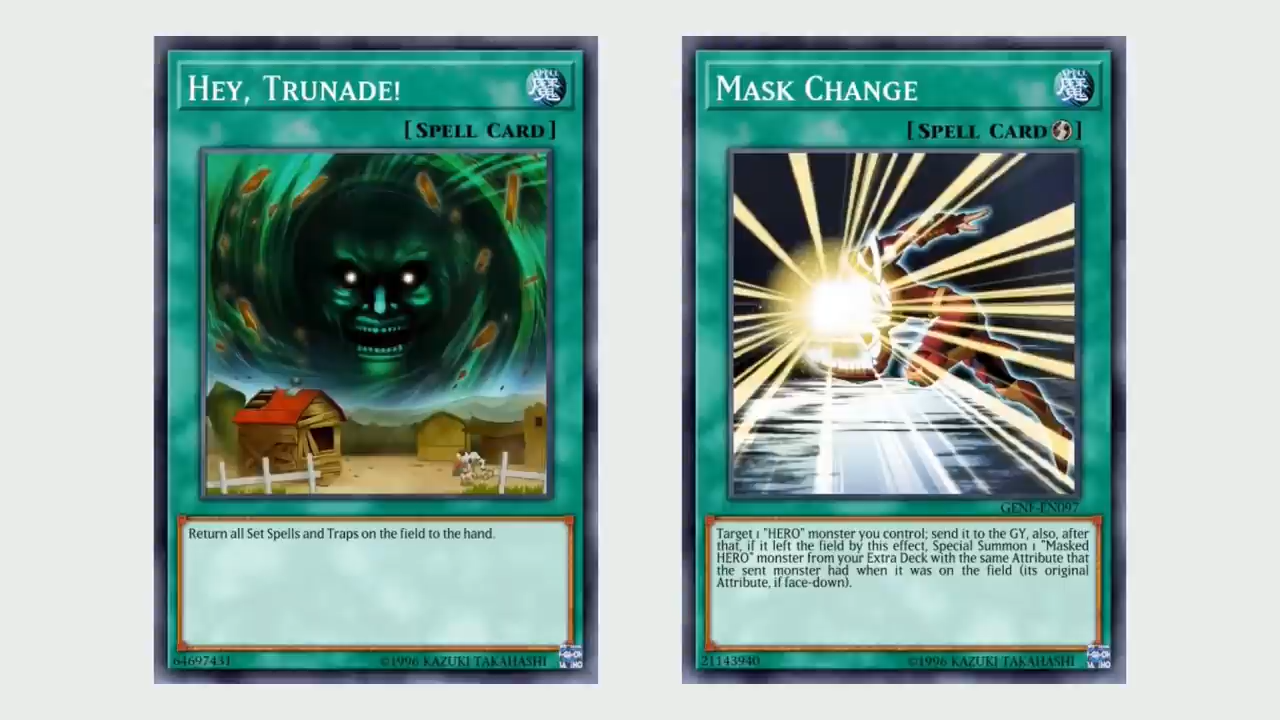 HEY, TRUNADE!
魔
[SPELL CARD]
Return all Set Spells and Traps on the field to the hand.
64697431
©1996 KAZUKI TAKAHASHI
MASK CHANGE
魔
[SPELL CARD]
GENF-EN097
Target 1 "HERO" monster you control; send it to the GY, also, after
that, if it left the field by this effect, Special Summon 1 "Masked
HERO" monster from your Extra Deck with the same Attribute that
the sent monster had when it was on the field (its original
Attribute, if face-down).
21143940
©1996 KAZUKI TAKAHASHI